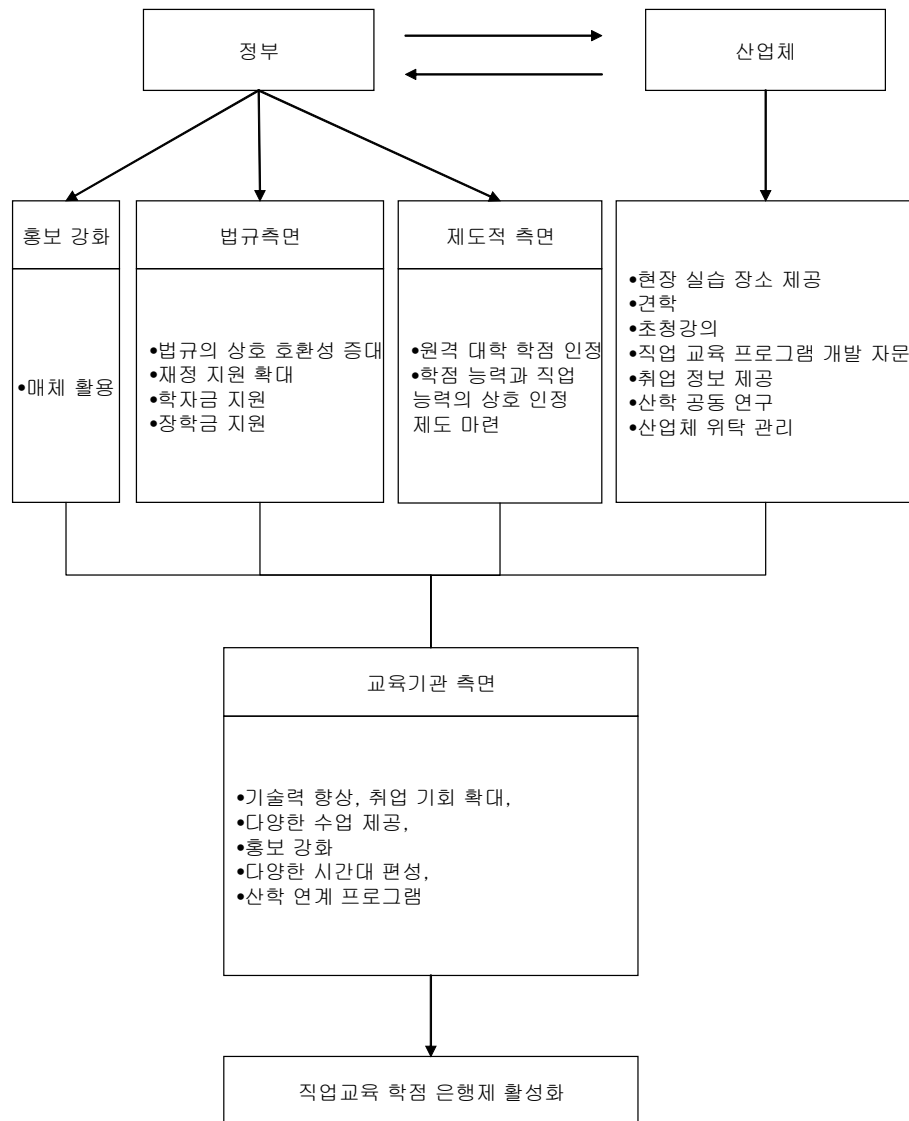 정부
산업체
홍보 강화
•매체 활용
법규측면
•법규의 상호 호환성 증대
•재정 지원 확대
•학자금 지원
•장학금 지원
제도적 측면
•원격 대학 학점 인정
•학점 능력과 직업
능력의 상호 인정
제도 마련
•현장 실습 장소 제공
•견학
•초청강의
•직업 교육 프로그램 개발 자문
•취업 정보 제공
•산학 공동 연구
•산업체 위탁 관리
교육기관 측면
•기술력 향상, 취업 기회 확대,
•다양한 수업 제공,
•홍보 강화
•다양한 시간대 편성,
•산학 연계 프로그램
직업교육 학점 은행제 활성화